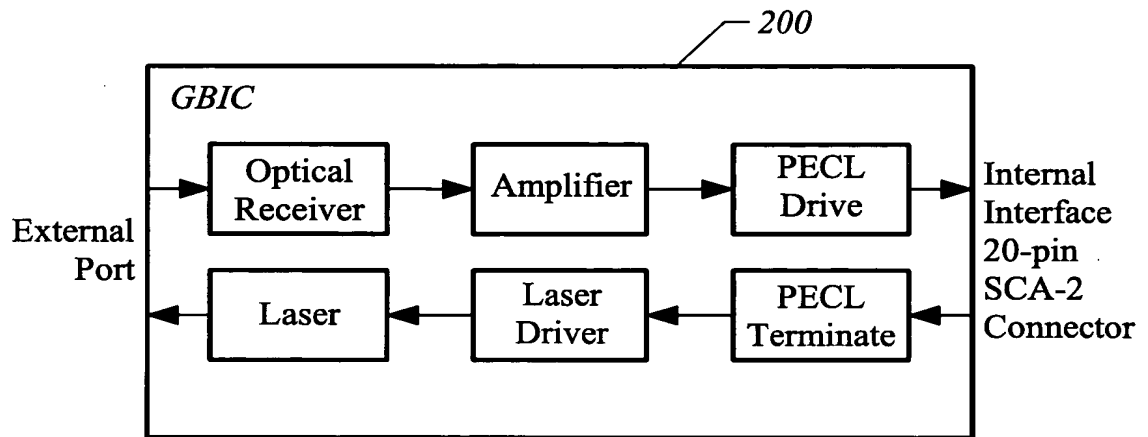 200
GBIC
Optical
Receiver
Amplifier
PECL
Drive
External
Port
Laser
Laser
Driver
PECL
Terminate
Internal
Interface
20-pin
SCA-2
Connector